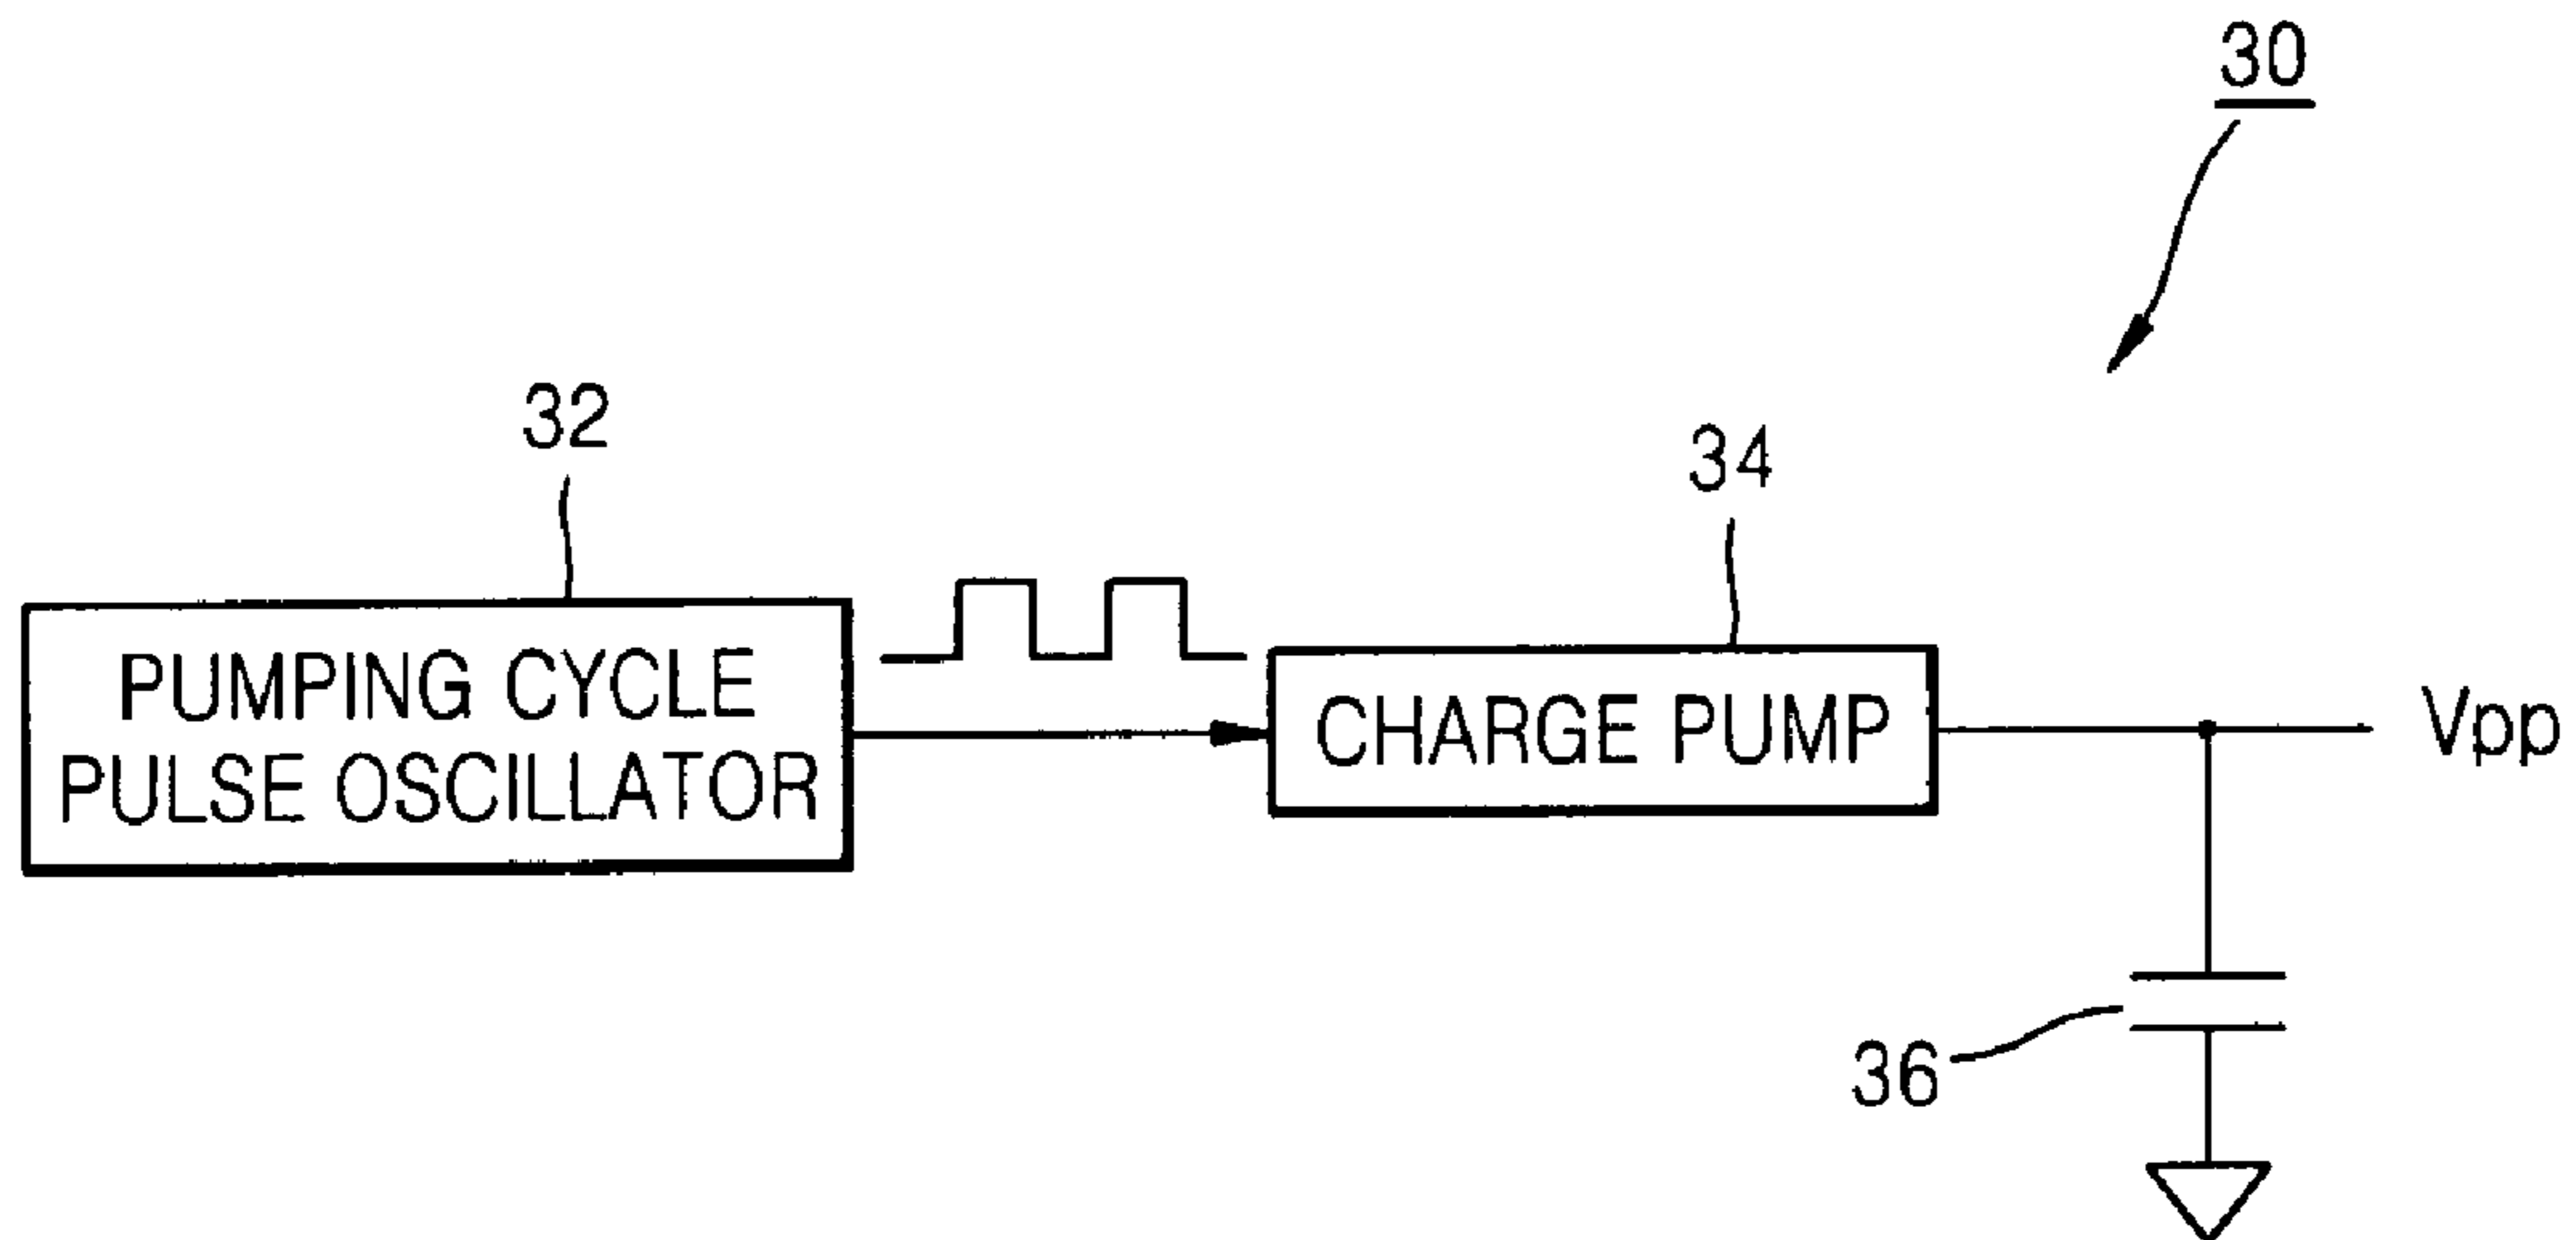 30
32
34
PUMPING CYCLE
PULSE OSCILLATOR
CHARGE PUMP
Vpp
36